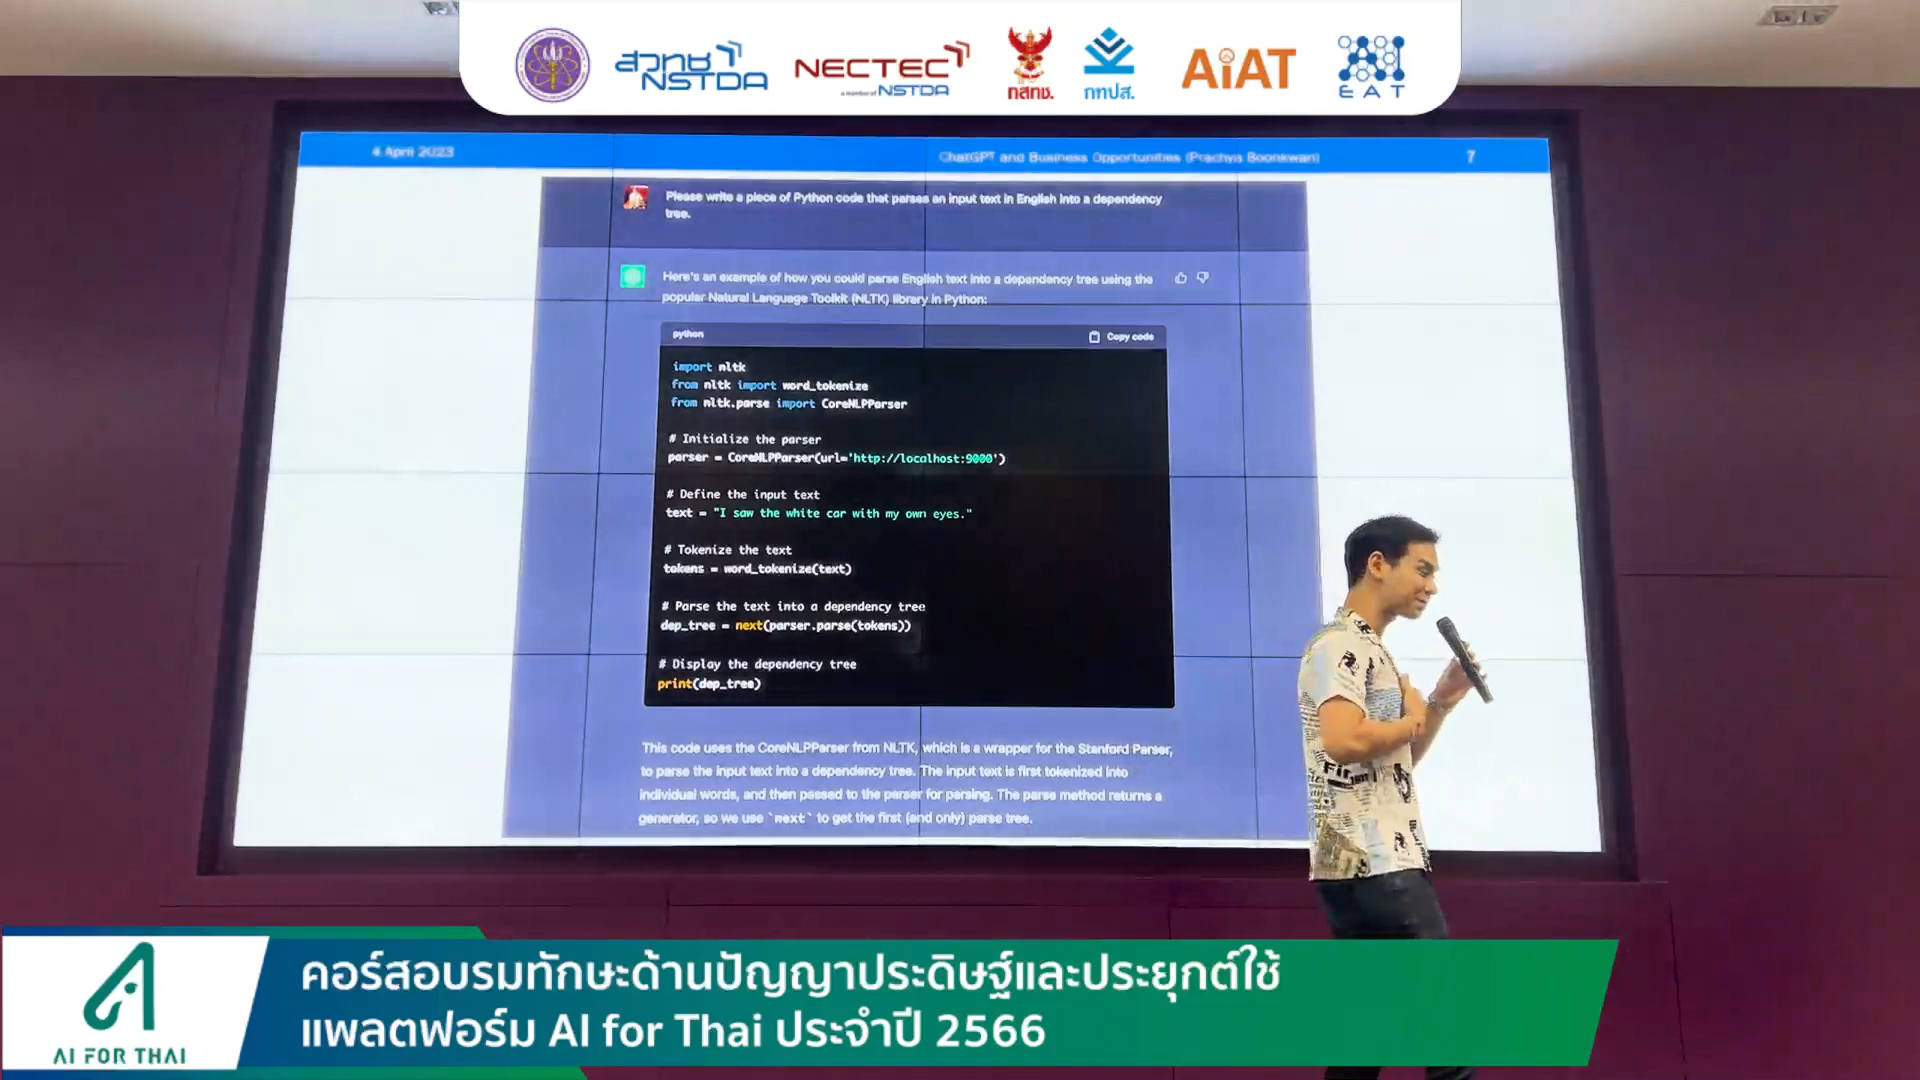 สวทช
NSTDA
NECTEC
a member of NSTDA
กสทช.
กทปส.
AiAT
AI
EAT
4 April 2023
ChatGPT and Business Opportunities (Prachya Boonkwan)
7
Please write a piece of Python code that parses an input text in English into a dependency
tree.
Here's an example of how you could parse English text into a dependency tree using the
popular Natural Language Toolkit (NLTK) library in Python:
python
Copy code
import nltk
from nltk import word_tokenize
from nltk.parse import CoreNLPParser
# Initialize the parser
parser = CoreNLPParser(url='http://localhost:9000')
# Define the input text
text = "I saw the white car with my own eyes."
# Tokenize the text
tokens = word_tokenize(text)
# Parse the text into a dependency tree
dep_tree = next(parser.parse(tokens))
# Display the dependency tree
print(dep_tree)
This code uses the CoreNLPParser from NLTK, which is a wrapper for the Stanford Parser,
to parse the input text into a dependency tree. The input text is first tokenized into
individual words, and then passed to the parser for parsing. The parse method returns a
generator, so we use `next` to get the first (and only) parse tree.
คอร์สอบรมทักษะด้านปัญญาประดิษฐ์และประยุกต์ใช้
แพลตฟอร์ม AI for Thai ประจำปี 2566
AI FOR THAI